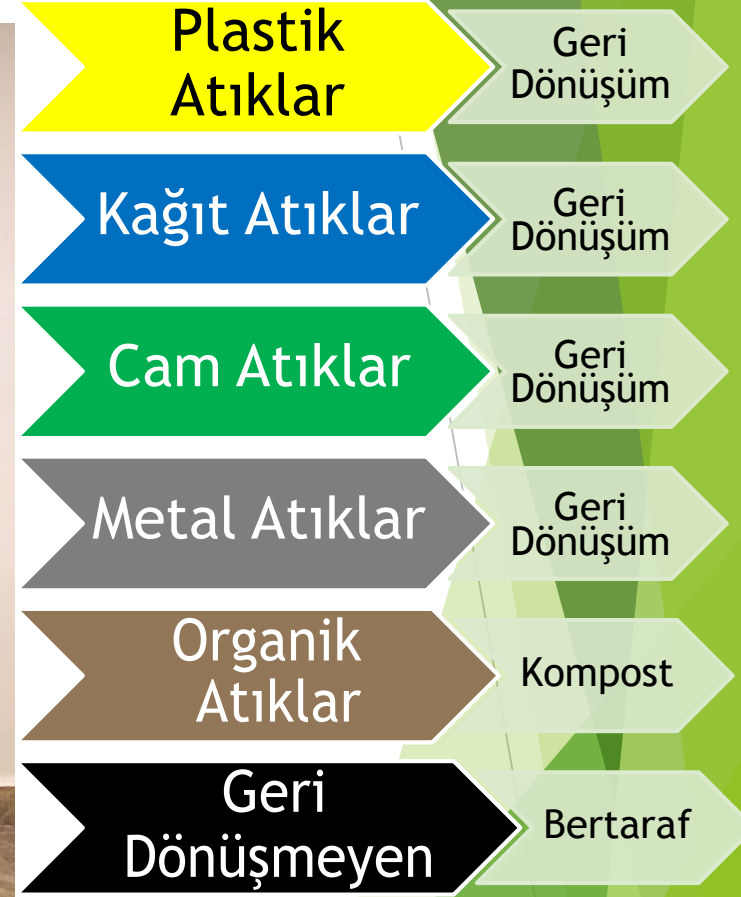 Plastik
Atıklar
Geri
Dönüşüm
Kağıt Atıklar
Geri
Dönüşüm
Cam Atıklar
Geri
Dönüşüm
Metal Atıklar
Geri
Dönüşüm
Organik
Atıklar
Kompost
Geri
Dönüşmeyen
Bertaraf